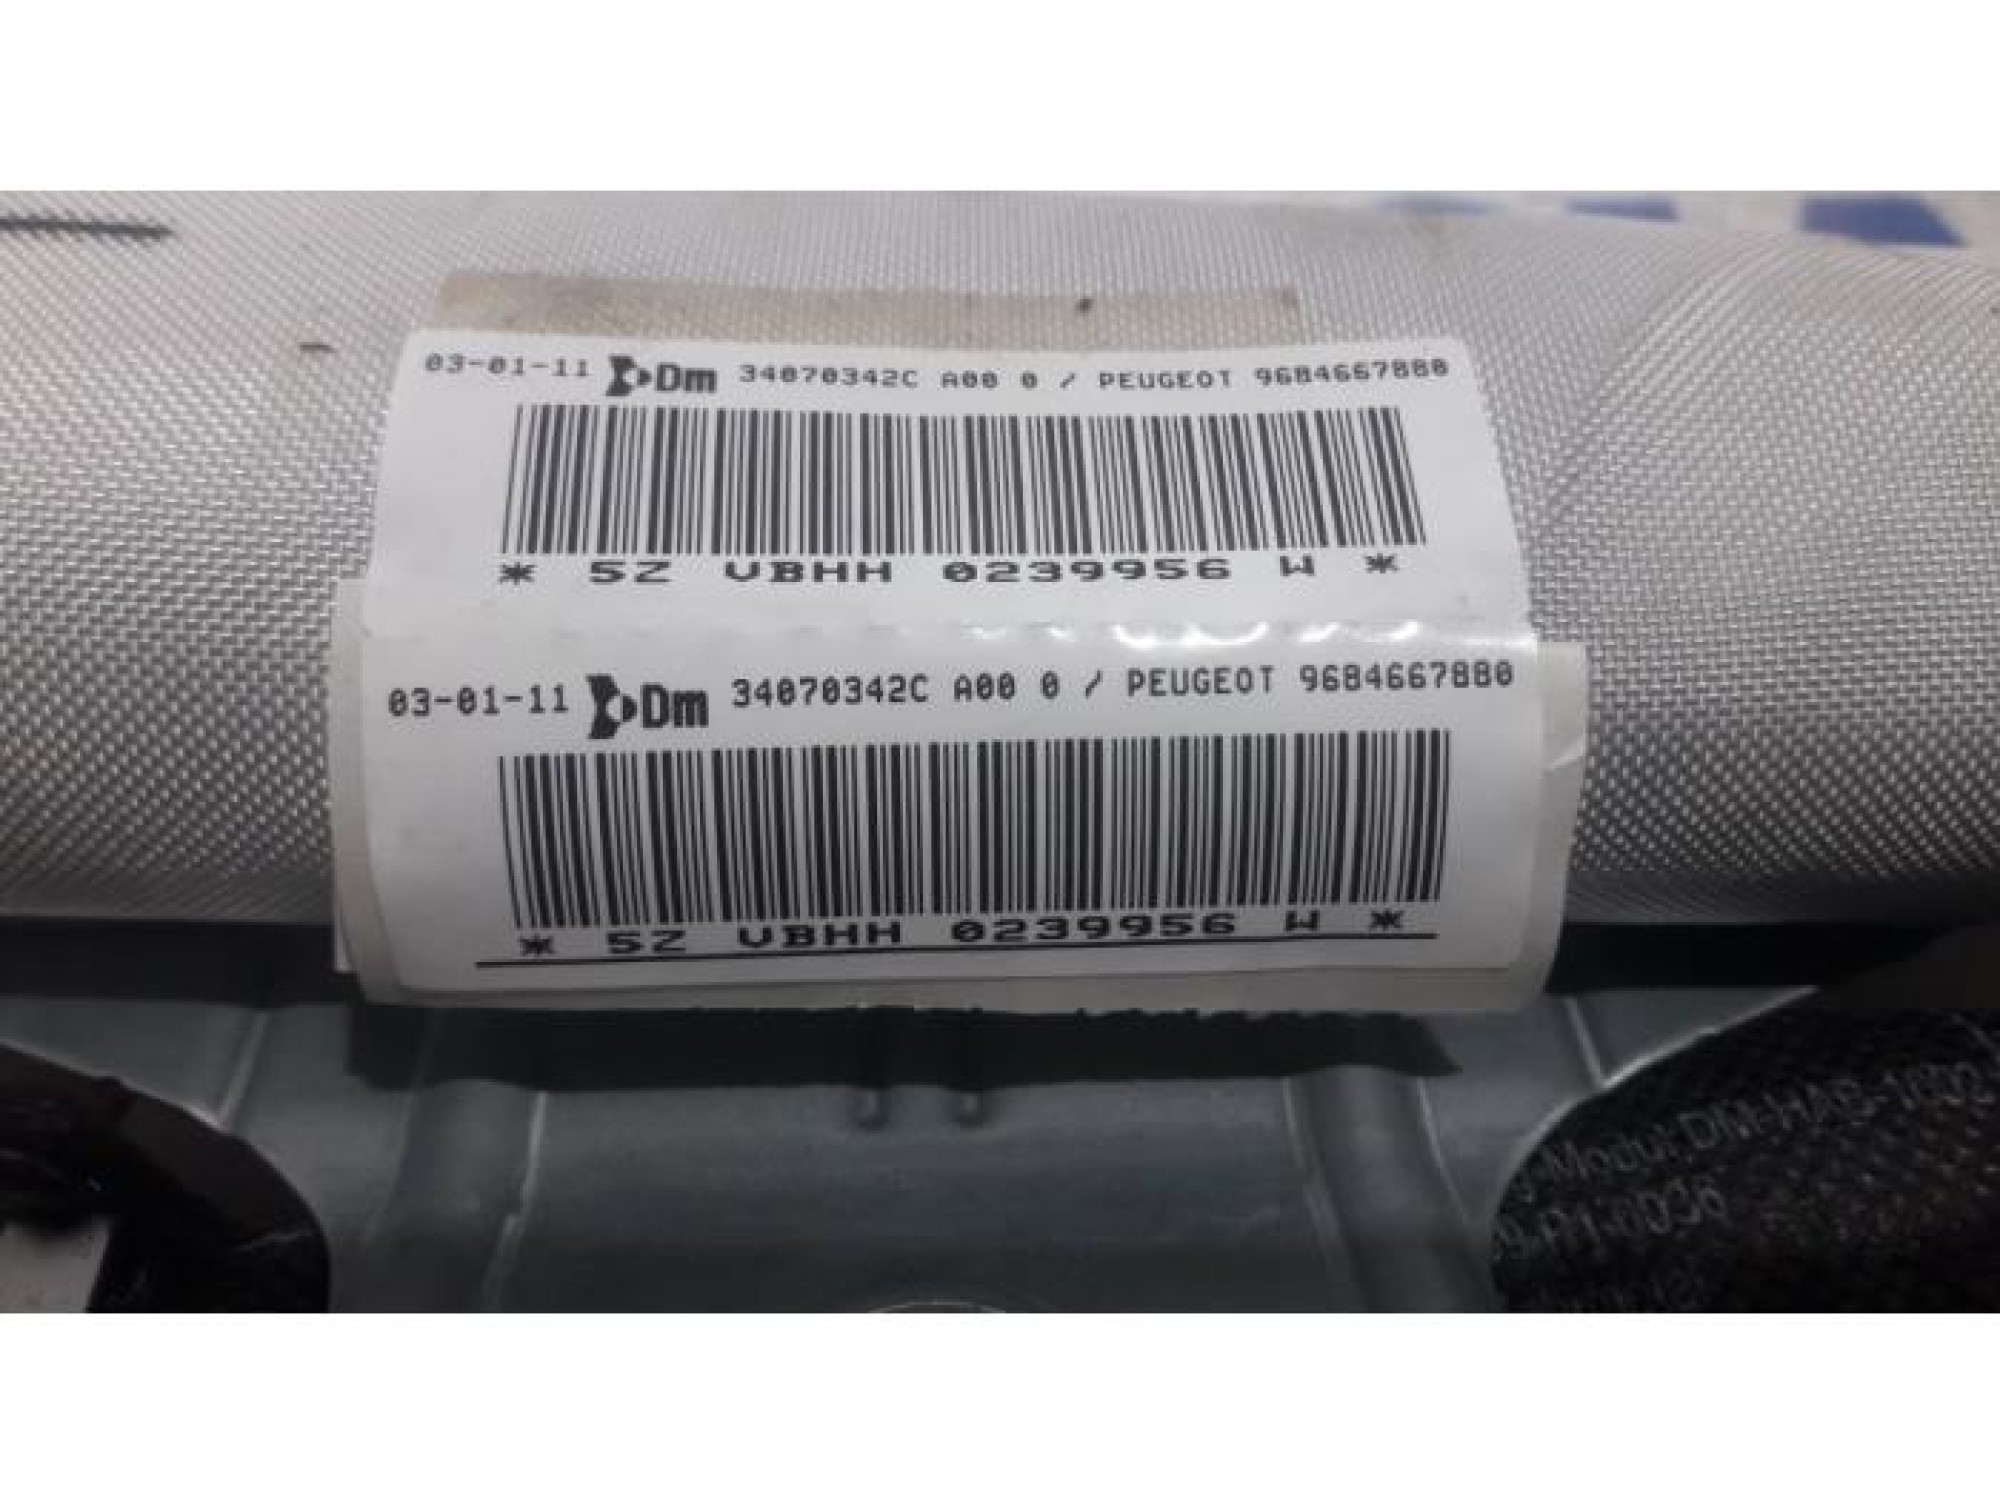 03-01-11 Dm 34070342C A00 0 / PEUGEOT 9684667880
* 5Z VBHH 0239956 W *
03-01-11 Dm 34070342C A00 0 / PEUGEOT 9684667880
* 5Z VBHH 0239956 W *